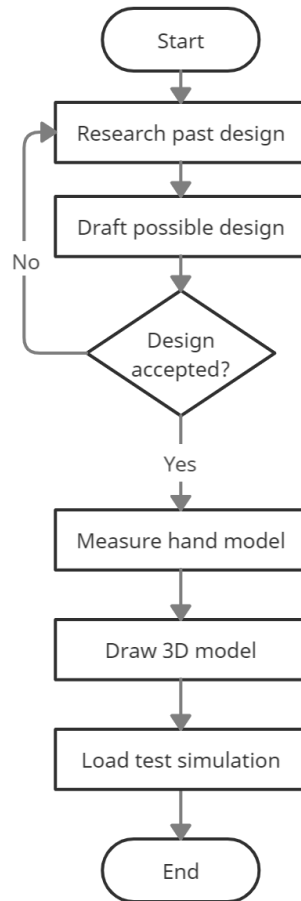 Start
Research past design
Draft possible design
No
Design
accepted?
Yes
Measure hand model
Draw 3D model
Load test simulation
End